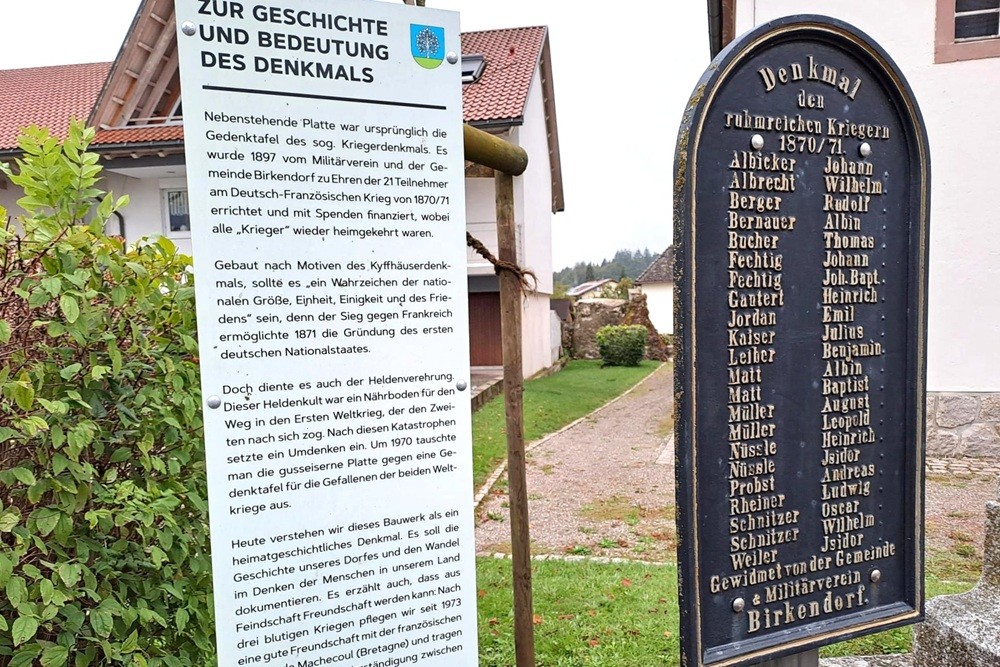 ZUR GESCHICHTE
UND BEDEUTUNG
DES DENKMALS
Nebenstehende Platte war ursprünglich die
Gedenktafel des sog. Kriegerdenkmals. Es
wurde 1897 vom Militärverein und der Ge-
meinde Birkendorf zu Ehren der 21 Teilnehmer
am Deutsch-Französischen Krieg von 1870/71
errichtet und mit Spenden finanziert, wobei
alle „Krieger" wieder heimgekehrt waren.
Gebaut nach Motiven des Kyffhäuserdenk-
mals, sollte es „ein Wahrzeichen der natio-
nalen Größe, Einheit, Einigkeit und des Frie-
dens" sein, denn der Sieg gegen Frankreich
ermöglichte 1871 die Gründung des ersten
deutschen Nationalstaates.
Doch diente es auch der Heldenverehrung.
Dieser Heldenkult war ein Nährboden für den
Weg in den Ersten Weltkrieg, der den Zwei-
ten nach sich zog. Nach diesen Katastrophen
setzte ein Umdenken ein. Um 1970 tauschte
man die gusseiserne Platte gegen eine Ge-
denktafel für die Gefallenen der beiden Welt-
kriege aus.
Heute verstehen wir dieses Bauwerk als ein
heimatgeschichtliches Denkmal. Es soll die
Geschichte unseres Dorfes und den Wandel
im Denken der Menschen in unserem Land
dokumentieren. Es erzählt auch, dass aus
Feindschaft Freundschaft werden kann: Nach
drei blutigen Kriegen pflegen wir seit 1973
eine gute Freundschaft mit der französischen
Machecoul (Bretagne) und tragen
zwischen
Denkmal
den
ruhmreichen Kriegern
1870/71.
Albicker Johann
Albrecht Wilhelm
Berger Rudolf
Bernauer Albin
Bucher Thomas
Fechtig Johann
Fechtig Joh. Bapt.
Gantert Heinrich
Jordan Emil
Kaiser Julius
Leiber Benjamin
Matt Albin
Matt Baptist
Müller August
Müller Leopold
Nüssle Heinrich
Nüssle Isidor
Probst Andreas
Rheiner Ludwig
Schnitzer Oscar
Schnitzer Wilhelm
Weiler Isidor
Gewidmet von der Gemeinde
& Militärverein
Birkendorf.